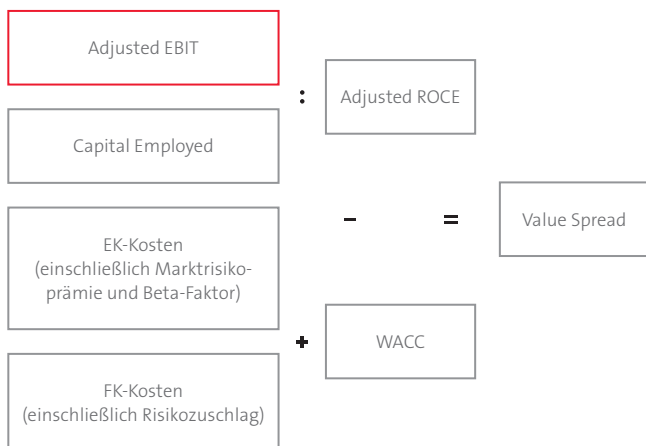 Adjusted EBIT
:
Adjusted ROCE
Capital Employed
EK-Kosten
(einschließlich Marktrisiko-
prämie und Beta-Faktor)
–
=
Value Spread
+
WACC
FK-Kosten
(einschließlich Risikozuschlag)